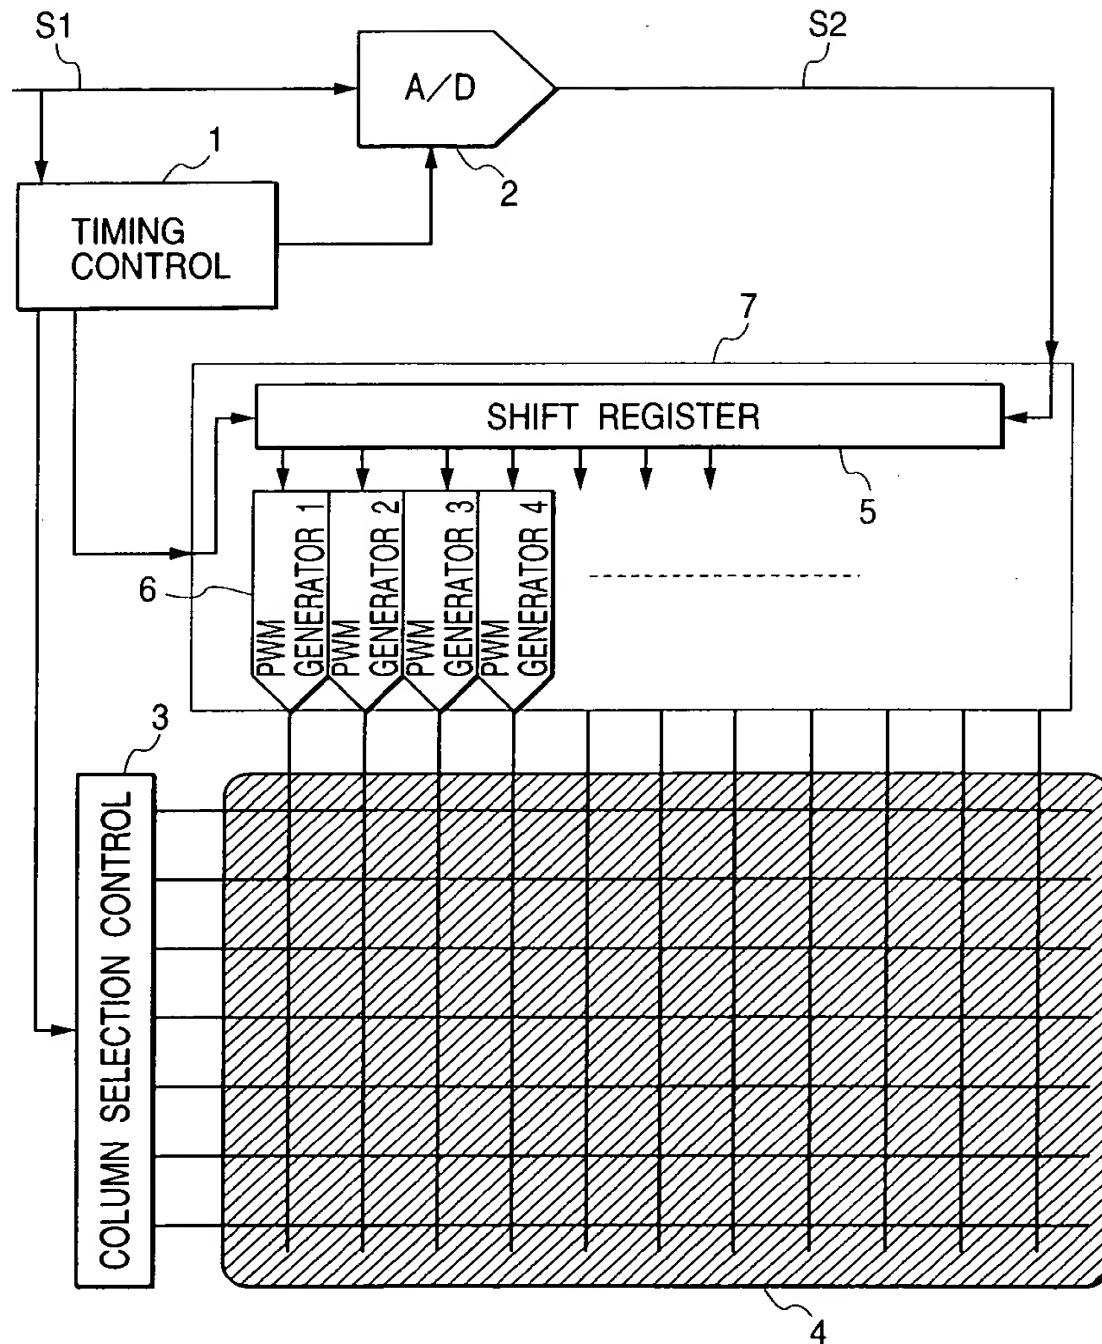 S1
S2
A/D
1
2
TIMING
CONTROL
7
SHIFT REGISTER
5
6
PWM
GENERATOR 1
PWM
GENERATOR 2
PWM
GENERATOR 3
PWM
GENERATOR 4
3
COLUMN SELECTION CONTROL
4